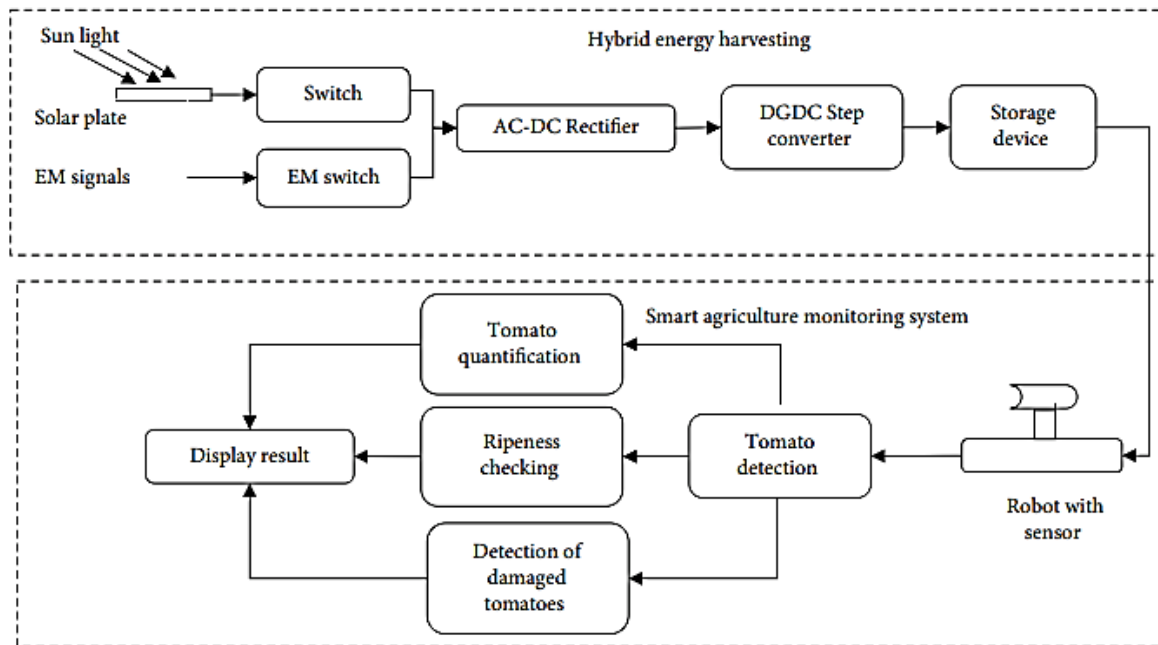 Sun light
Hybrid energy harvesting
Solar plate
Switch
AC-DC Rectifier
DGDC Step
converter
Storage
device
EM signals
EM switch
Smart agriculture monitoring system
Tomato
quantification
Display result
Ripeness
checking
Tomato
detection
Detection of
damaged
tomatoes
Robot with
sensor